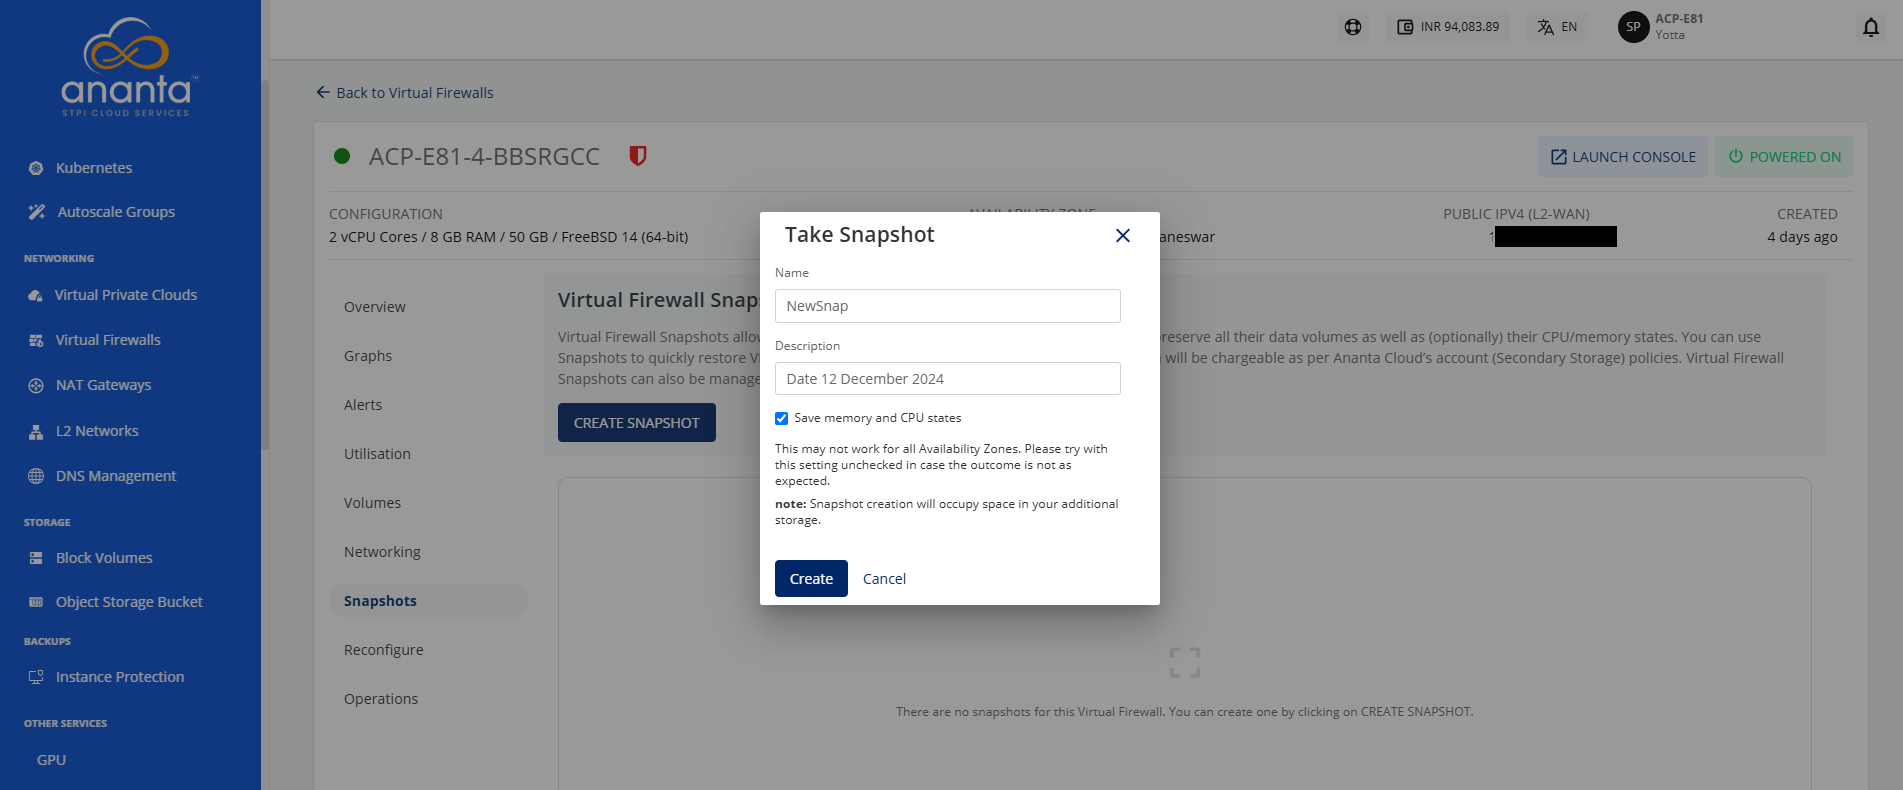 ananta
STPI CLOUD SERVICES
Kubernetes
Autoscale Groups
NETWORKING
Virtual Private Clouds
Virtual Firewalls
NAT Gateways
L2 Networks
DNS Management
STORAGE
Block Volumes
Object Storage Bucket
BACKUPS
Instance Protection
OTHER SERVICES
GPU
INR 94,083.89
EN
SP
ACP-E81
Yotta
Back to Virtual Firewalls
ACP-E81-4-BBSRGCC
LAUNCH CONSOLE
POWERED ON
CONFIGURATION
2 vCPU Cores / 8 GB RAM / 50 GB / FreeBSD 14 (64-bit)
AVAILABILITY ZONE
aneswar
PUBLIC IPV4 (L2-WAN)
CREATED
4 days ago
Overview
Graphs
Alerts
Utilisation
Volumes
Networking
Snapshots
Reconfigure
Operations
Virtual Firewall Snap
Virtual Firewall Snapshots allo
reserve all their data volumes as well as (optionally) their CPU/memory states. You can use
Snapshots to quickly restore V
will be chargeable as per Ananta Cloud's account (Secondary Storage) policies. Virtual Firewall
Snapshots can also be manage
CREATE SNAPSHOT
Take Snapshot
Name
NewSnap
Description
Date 12 December 2024
Save memory and CPU states
This may not work for all Availability Zones. Please try with
this setting unchecked in case the outcome is not as
expected.
note: Snapshot creation will occupy space in your additional
storage.
Create
Cancel
There are no snapshots for this Virtual Firewall. You can create one by clicking on CREATE SNAPSHOT.